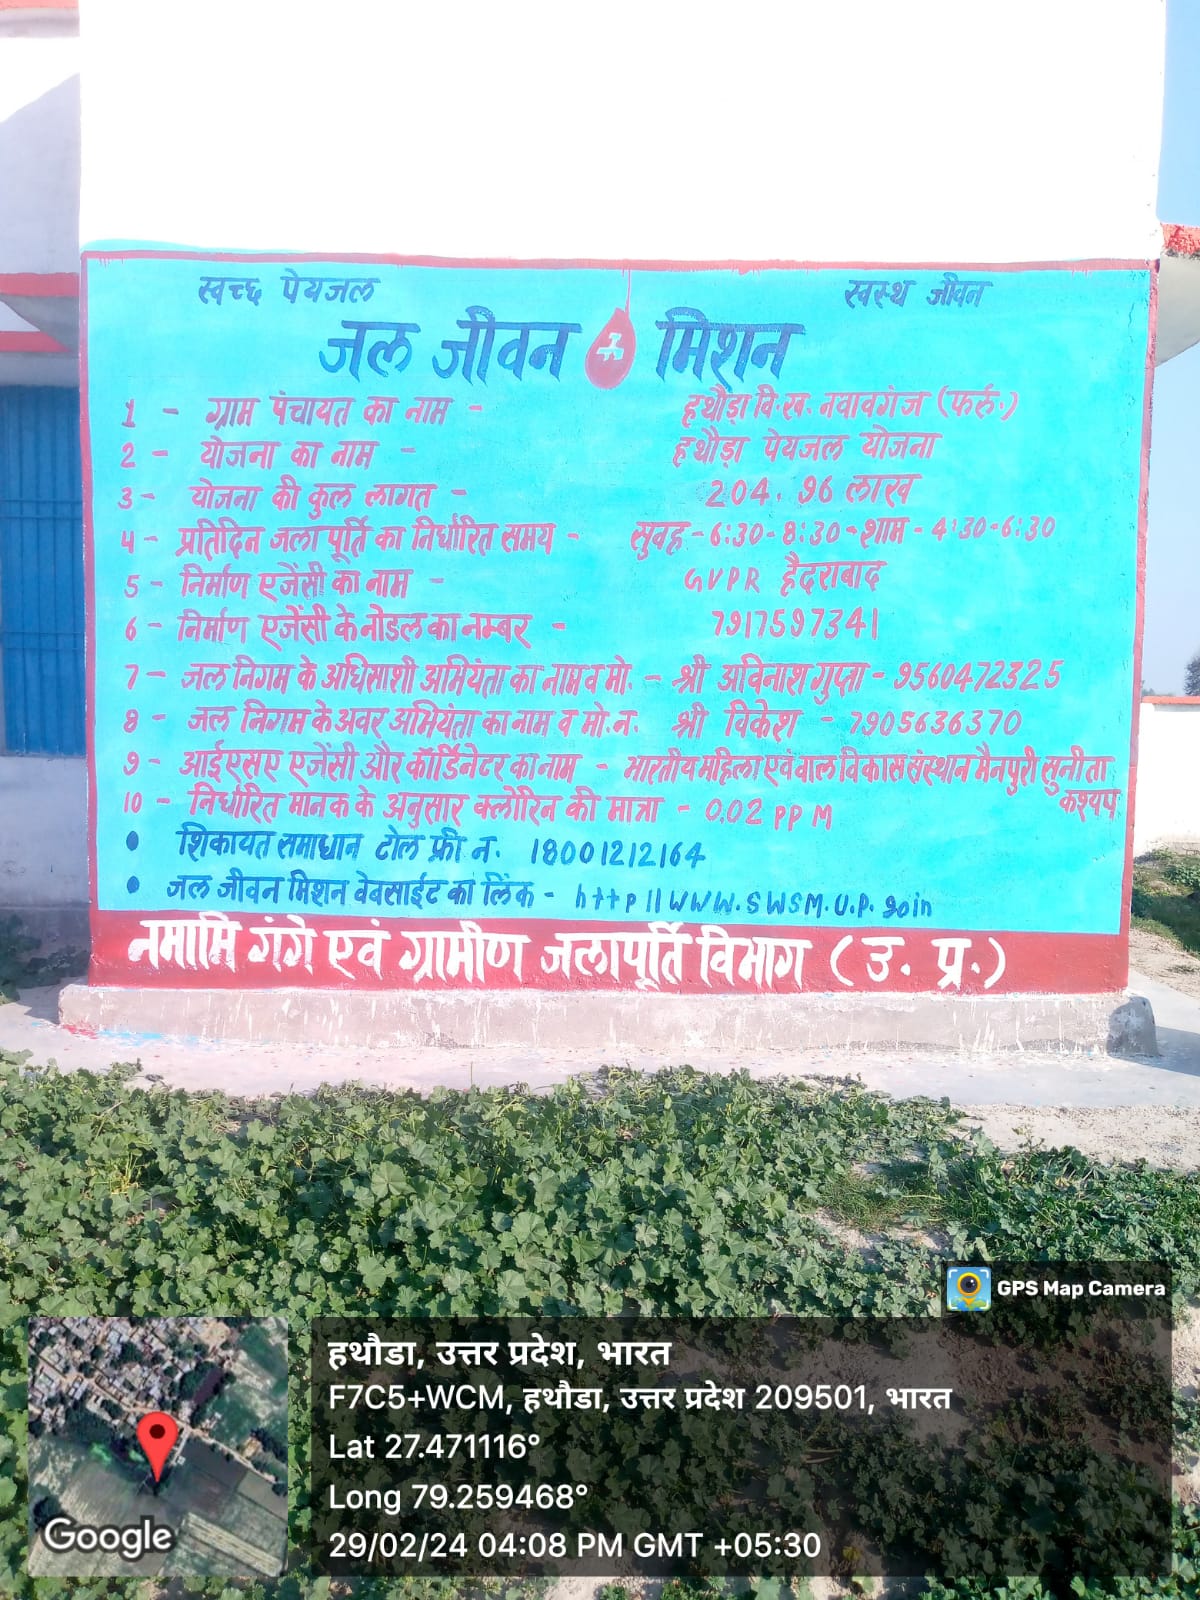 स्वच्छ पेयजल स्वस्थ जीवन
जल जीवन मिशन
1 - ग्राम पंचायत का नाम - हथौड़ा वि.ख. नवावगंज (फर्रु.)
2 - योजना का नाम - हथौड़ा पेयजल योजना
3 - योजना की कुल लागत - 204.96 लाख
4 - प्रतिदिन जलापूर्ति का निर्धारित समय - सुवह - 6:30 - 8:30 - शाम - 4:30-6:30
5 - निर्माण एजेंसी का नाम - GVPR हैदराबाद
6 - निर्माण एजेंसी के नोडल का नम्बर - 7917597341
7 - जल निगम के अधिसाशी अभियंता का नाम व मो. - श्री अविनाश गुप्ता - 9560472325
8 - जल निगम के अवर अभियंता का नाम व मो.न. श्री विकेश - 7905636370
9 - आईएसए एजेंसी और कॉर्डिनेटर का नाम - भारतीय महिला एवं वाल विकास संस्थान मैनपुरी सुनीता
कश्यप
10 - निर्धारित मानक के अनुसार क्लोरिन की मात्रा - 0.02 PPM
• शिकायत समाधान टोल फ्री न. 18001212164
• जल जीवन मिशन वेवसाईट का लिंक - http||WWW.SWSM.U.P.goin
नमामि गंगे एवं ग्रामीण जलापूर्ति विभाग (उ. प्र.)
GPS Map Camera
हथौडा, उत्तर प्रदेश, भारत
F7C5+WCM, हथौडा, उत्तर प्रदेश 209501, भारत
Lat 27.471116°
Long 79.259468°
29/02/24 04:08 PM GMT +05:30
Google